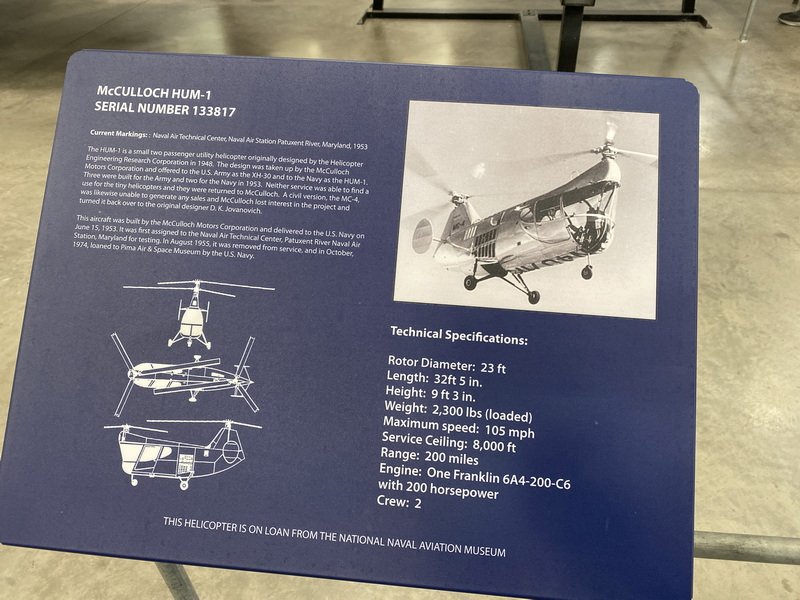 McCULLOCH HUM-1
SERIAL NUMBER 133817
Current Markings: : Naval Air Technical Center, Naval Air Station Patuxent River, Maryland, 1953
The HUM-1 is a small two passenger utility helicopter originally designed by the Helicopter
Engineering Research Corporation in 1948. The design was taken up by the McCulloch
Motors Corporation and offered to the U.S. Army as the XH-30 and to the Navy as the HUM-1.
Three were built for the Army and two for the Navy in 1953. Neither service was able to find a
use for the tiny helicopters and they were returned to McCulloch. A civil version, the MC-4,
was likewise unable to generate any sales and McCulloch lost interest in the project and
turned it back over to the original designer D. K. Jovanovich.
This aircraft was built by the McCulloch Motors Corporation and delivered to the U.S. Navy on
June 15, 1953. It was first assigned to the Naval Air Technical Center, Patuxent River Naval Air
Station, Maryland for testing. In August 1955, it was removed from service, and in October,
1974, loaned to Pima Air & Space Museum by the U.S. Navy.
Technical Specifications:
Rotor Diameter: 23 ft
Length: 32ft 5 in.
Height: 9 ft 3 in.
Weight: 2,300 lbs (loaded)
Maximum speed: 105 mph
Service Ceiling: 8,000 ft
Range: 200 miles
Engine: One Franklin 6A4-200-C6
with 200 horsepower
Crew: 2
THIS HELICOPTER IS ON LOAN FROM THE NATIONAL NAVAL AVIATION MUSEUM